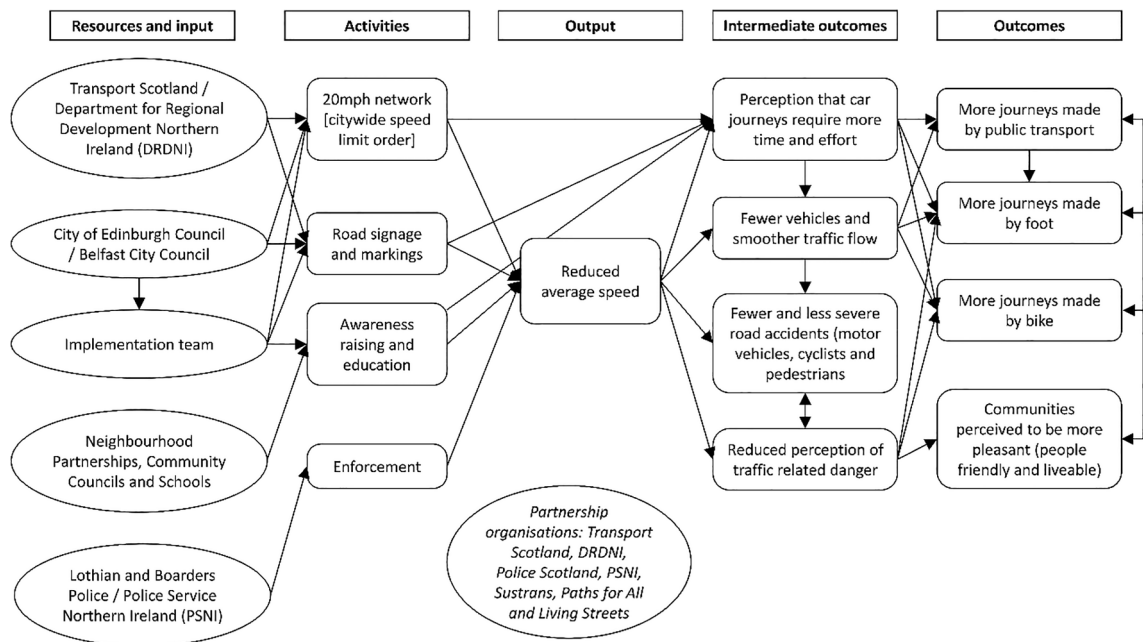 Resources and input
Activities
Output
Intermediate outcomes
Outcomes
Transport Scotland /
Department for Regional
Development Northern
Ireland (DRDNI)
City of Edinburgh Council
/ Belfast City Council
Implementation team
Neighbourhood
Partnerships, Community
Councils and Schools
Lothian and Boarders
Police / Police Service
Northern Ireland (PSNI)
20mph network
[citywide speed
limit order]
Road signage
and markings
Awareness
raising and
education
Enforcement
Reduced
average speed
Partnership
organisations: Transport
Scotland, DRDNI,
Police Scotland, PSNI,
Sustrans, Paths for All
and Living Streets
Perception that car
journeys require more
time and effort
Fewer vehicles and
smoother traffic flow
Fewer and less severe
road accidents (motor
vehicles, cyclists and
pedestrians
Reduced perception of
traffic related danger
More journeys made
by public transport
More journeys made
by foot
More journeys made
by bike
Communities
perceived to be more
pleasant (people
friendly and liveable)